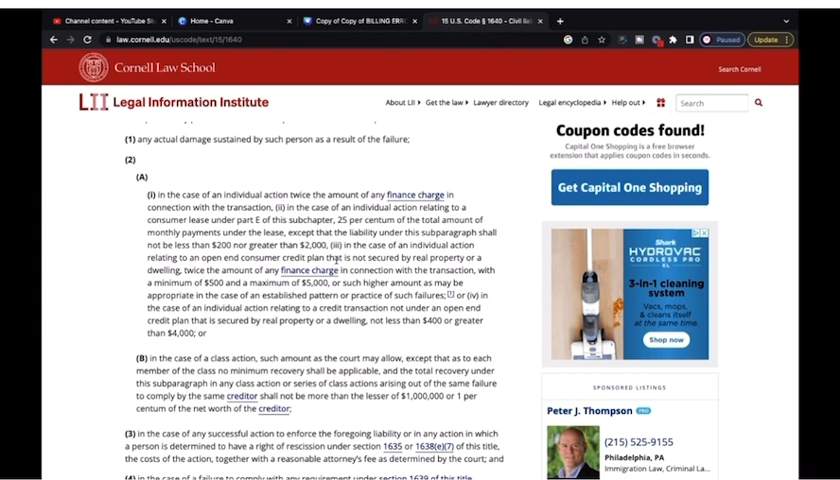 Channel content - YouTube St
Home - Canva
Copy of Copy of BILLING ERRC
15 U.S. Code § 1640 - Civil lia
law.cornell.edu/uscode/text/15/1640
Paused
Update
Cornell Law School
Search Cornell
LII Legal Information Institute
About LII
Get the law
Lawyer directory
Legal encyclopedia
Help out
Search
(1) any actual damage sustained by such person as a result of the failure;
(2)
(A)
(i) in the case of an individual action twice the amount of any finance charge in
connection with the transaction, (ii) in the case of an individual action relating to a
consumer lease under part E of this subchapter, 25 per centum of the total amount of
monthly payments under the lease, except that the liability under this subparagraph shall
not be less than $200 nor greater than $2,000, (iii) in the case of an individual action
relating to an open end consumer credit plan that is not secured by real property or a
dwelling, twice the amount of any finance charge in connection with the transaction, with
a minimum of $500 and a maximum of $5,000, or such higher amount as may be
appropriate in the case of an established pattern or practice of such failures;[1] or (iv) in
the case of an individual action relating to a credit transaction not under an open end
credit plan that is secured by real property or a dwelling, not less than $400 or greater
than $4,000; or
(B) in the case of a class action, such amount as the court may allow, except that as to each
member of the class no minimum recovery shall be applicable, and the total recovery under
this subparagraph in any class action or series of class actions arising out of the same failure
to comply by the same creditor shall not be more than the lesser of $1,000,000 or 1 per
centum of the net worth of the creditor;
(3) in the case of any successful action to enforce the foregoing liability or in any action in which
a person is determined to have a right of rescission under section 1635 or 1638(e)(7) of this title,
the costs of the action, together with a reasonable attorney's fee as determined by the court; and
(4) in the case of a failure to comply with any requirement under section 1639 of this title,
Coupon codes found!
Capital One Shopping is a free browser
extension that applies coupon codes in seconds.
Get Capital One Shopping
Shark
HYDROVAC
CORDLESS PRO
XL
3-in-1 cleaning
system
Vacs, mops,
& cleans itself
at the same time
Shop now
SPONSORED LISTINGS
Peter J. Thompson PRO
(215) 525-9155
Philadelphia, PA
Immigration Law, Criminal La...